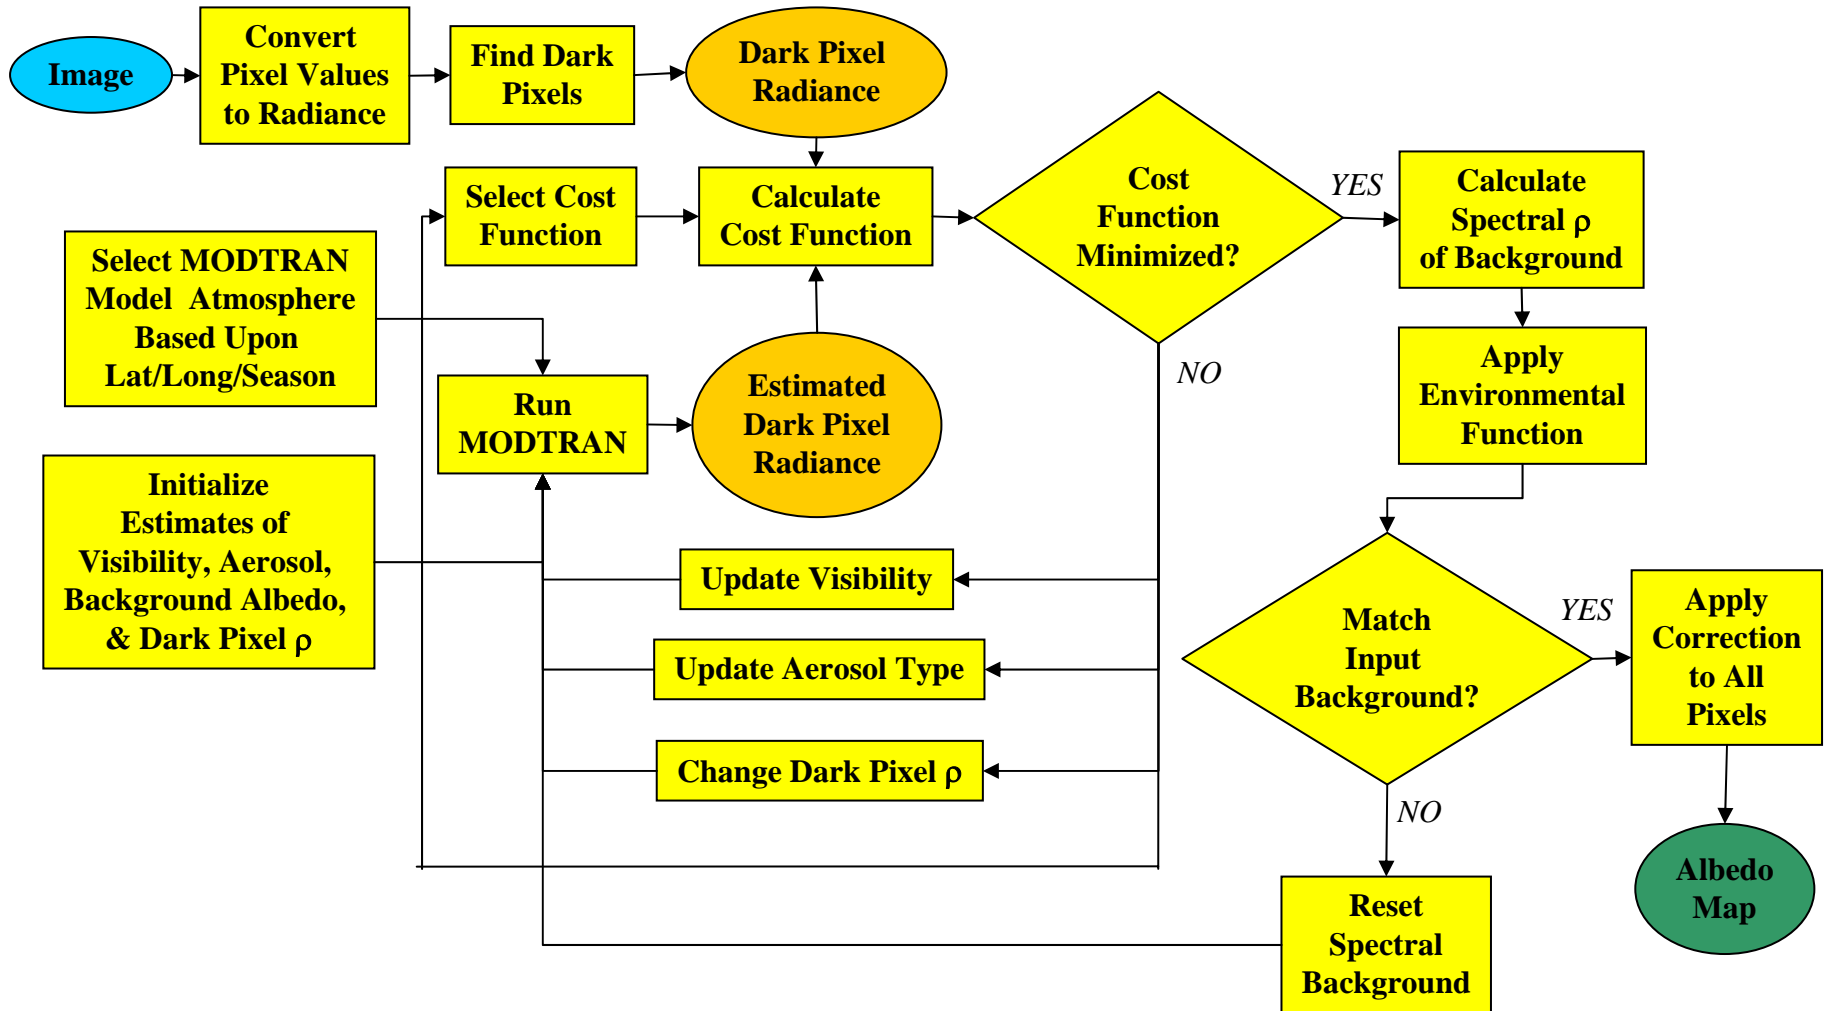 Image
Convert
Pixel Values
to Radiance
Find Dark
Pixels
Dark Pixel
Radiance
Select Cost
Function
Calculate
Cost Function
Cost
Function
Minimized?
YES
Calculate
Spectral ρ
of Background
Select MODTRAN
Model Atmosphere
Based Upon
Lat/Long/Season
Run
MODTRAN
Estimated
Dark Pixel
Radiance
NO
Apply
Environmental
Function
Initialize
Estimates of
Visibility, Aerosol,
Background Albedo,
& Dark Pixel ρ
Update Visibility
Update Aerosol Type
Change Dark Pixel ρ
Match
Input
Background?
YES
Apply
Correction
to All
Pixels
NO
Reset
Spectral
Background
Albedo
Map